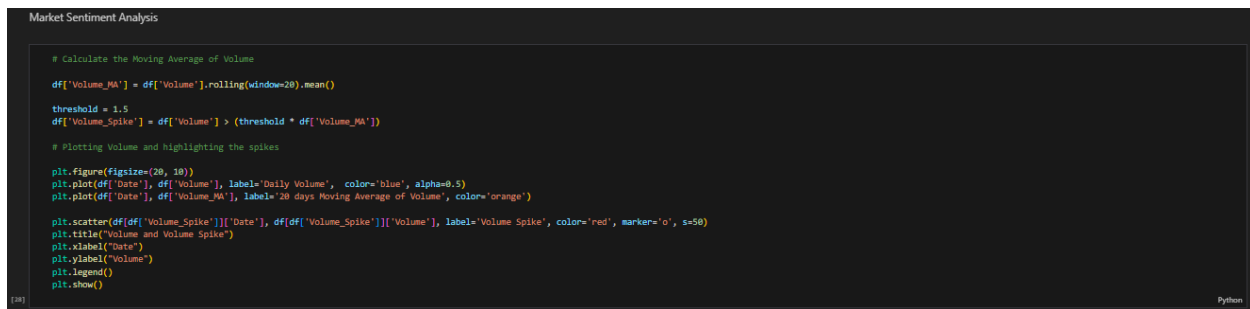 Market Sentiment Analysis
# Calculate the Moving Average of Volume
df['Volume_MA'] = df['Volume'].rolling(window=20).mean()
threshold = 1.5
df['Volume_Spike'] = df['Volume'] > (threshold * df['Volume_MA'])
# Plotting Volume and highlighting the spikes
plt.figure(figsize=(20, 10))
plt.plot(df['Date'], df['Volume'], label='Daily Volume',  color='blue', alpha=0.5)
plt.plot(df['Date'], df['Volume_MA'], label='20 days Moving Average of Volume', color='orange')
plt.scatter(df[df['Volume_Spike']]['Date'], df[df['Volume_Spike']]['Volume'], label='Volume Spike', color='red', marker='o', s=50)
plt.title("Volume and Volume Spike")
plt.xlabel("Date")
plt.ylabel("Volume")
plt.legend()
plt.show()
Python